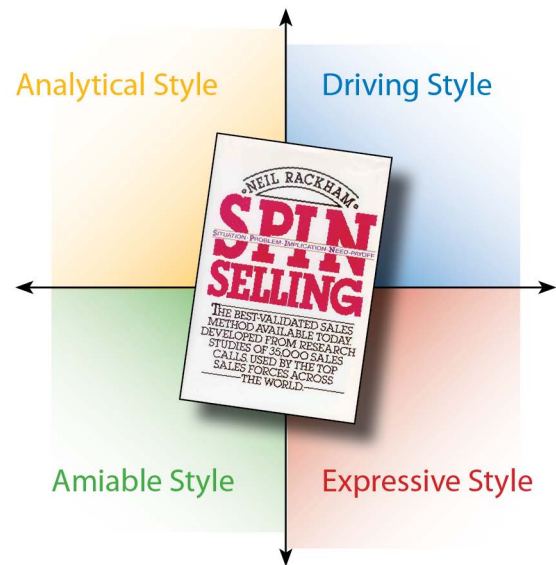 Analytical Style
Driving Style
•NEIL RACKHAM•
SPIN
SITUATION·PROBLEM·IMPLICATION·NEED-PAYOFF
SELLING
THE BEST-VALIDATED SALES
METHOD AVAILABLE TODAY.
DEVELOPED FROM RESEARCH
STUDIES OF 35,000 SALES
CALLS. USED BY THE TOP
SALES FORCES ACROSS
THE WORLD.
Amiable Style
Expressive Style